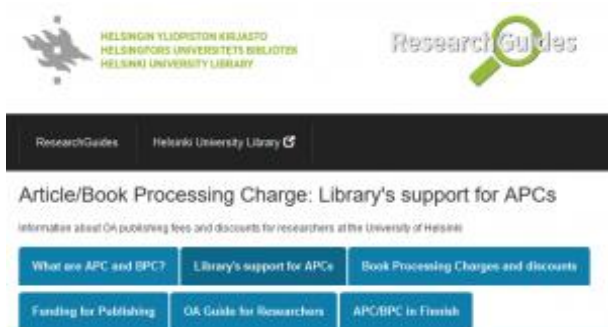 HELSINGIN YLIOPISTON KIRJASTO
HELSINGFORS UNIVERSITETS BIBLIOTEK
HELSINKI UNIVERSITY LIBRARY
ResearchGuides
ResearchGuides Helsinki University Library
Article/Book Processing Charge: Library's support for APCs
Information about OA publishing fees and discounts for researchers at the University of Helsinki
What are APC and BPC? Library's support for APCs Book Processing Charges and discounts
Funding for Publishing OA Guide for Researchers APC/BPC in Finnish